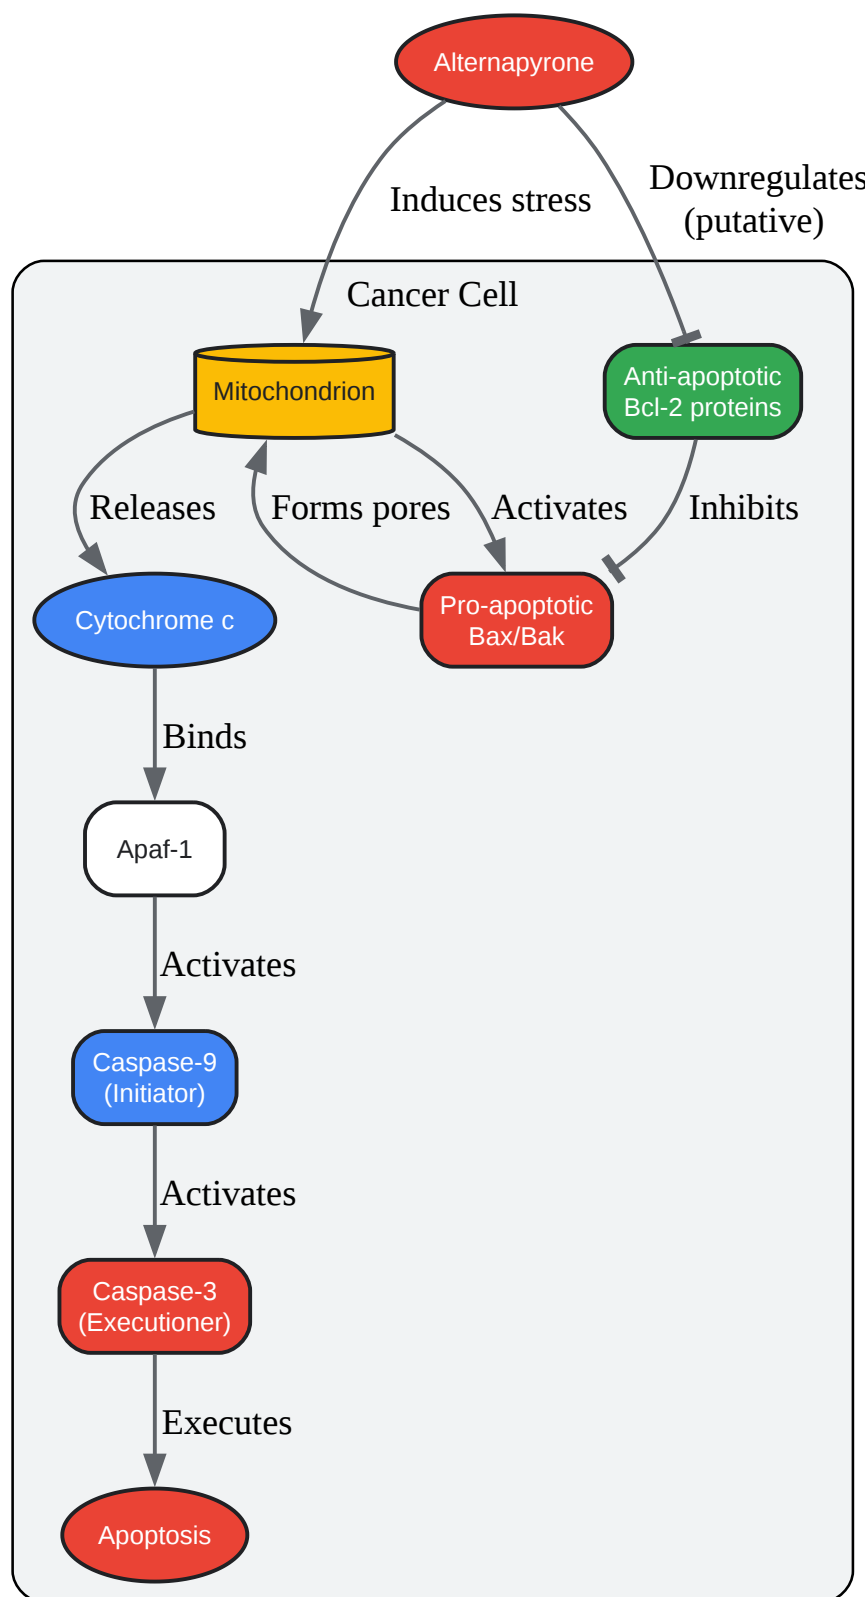 Alternapyrone
Induces stress
Downregulates
(putative)
Cancer Cell
Mitochondrion
Anti-apoptotic
Bcl-2 proteins
Releases
Forms pores
Activates
Inhibits
Cytochrome c
Pro-apoptotic
Bax/Bak
Binds
Apaf-1
Activates
Caspase-9
(Initiator)
Activates
Caspase-3
(Executioner)
Executes
Apoptosis